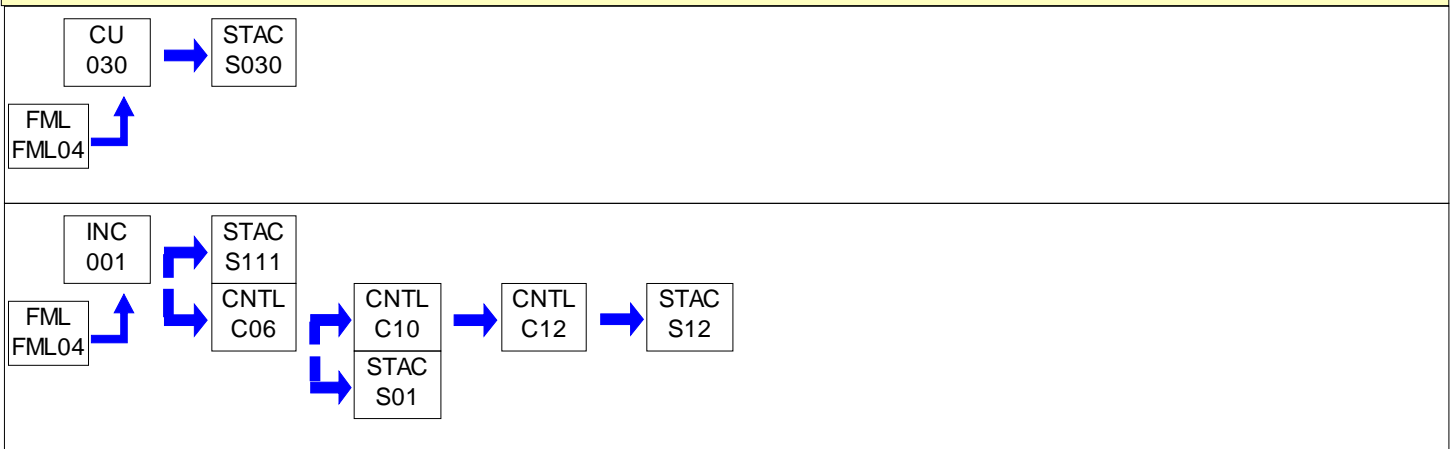 CU
030
STAC
S030
FML
FML04
INC
001
STAC
S111
FML
FML04
CNTL
C06
CNTL
C10
CNTL
C12
STAC
S12
STAC
S01